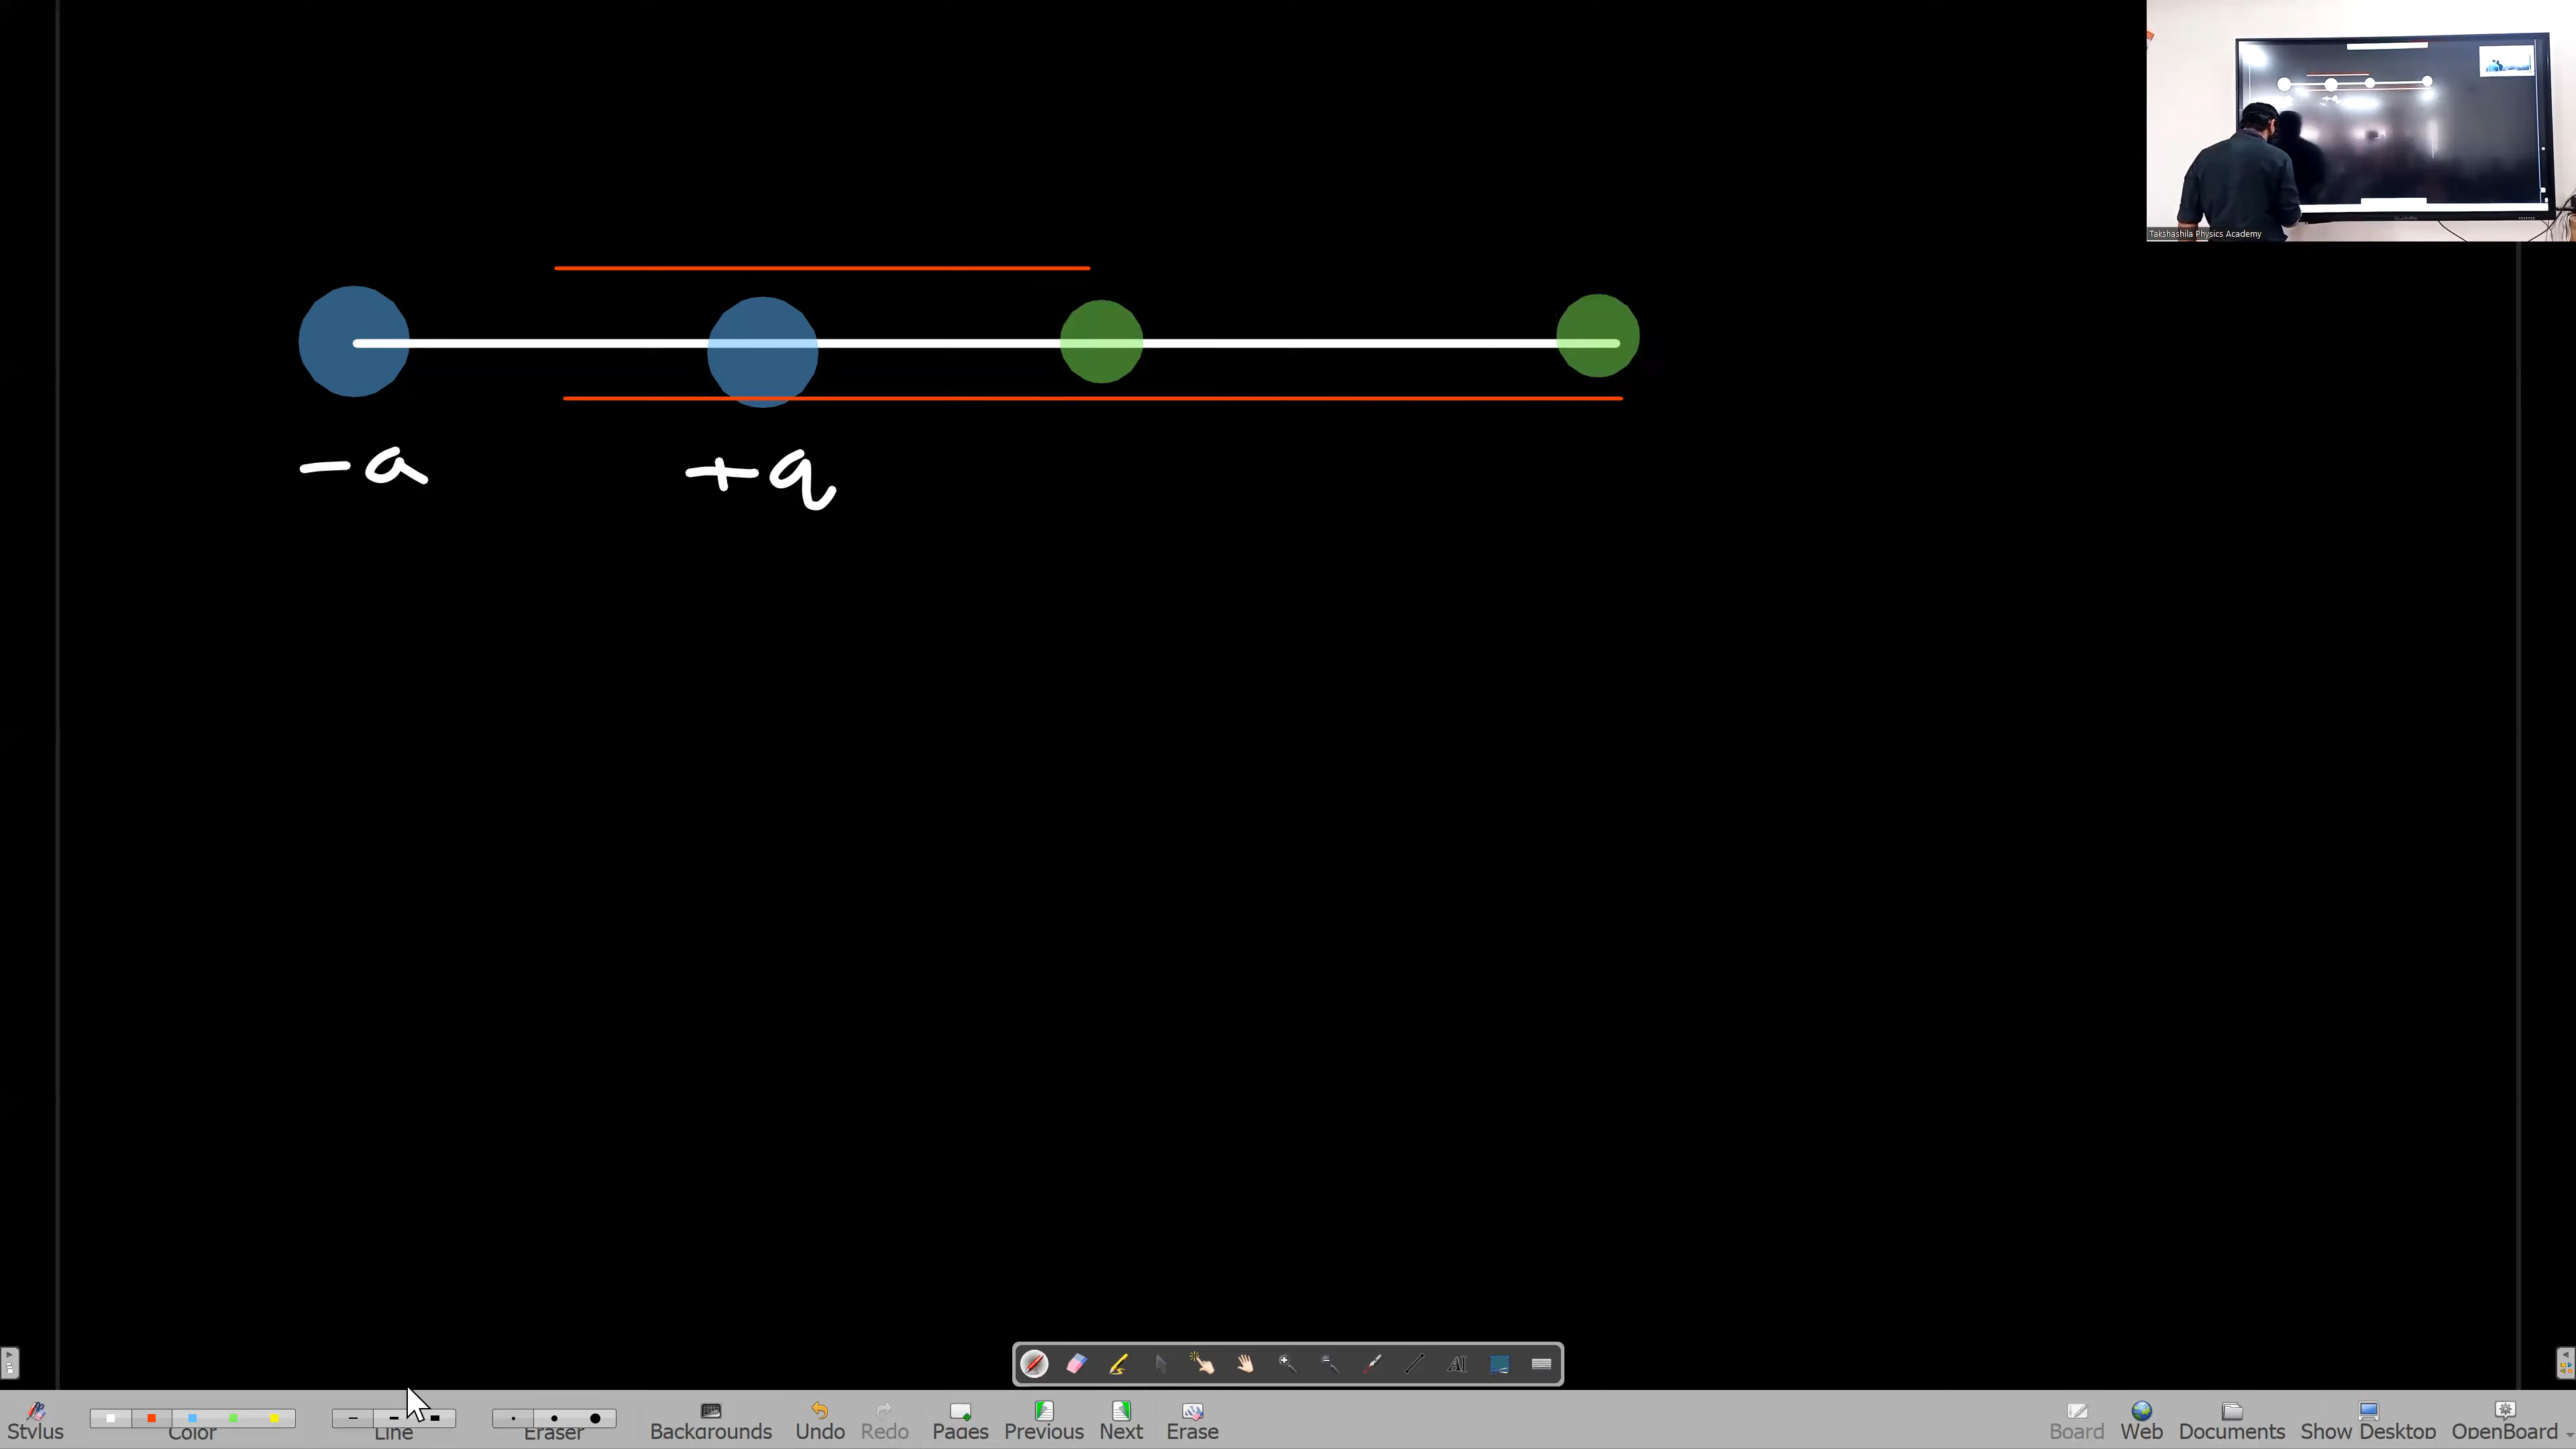 Takshashila Physics Academy
-a +q
Stylus Color Line Eraser Backgrounds Undo Redo Pages Previous Next Erase Board Web Documents Show Desktop OpenBoard